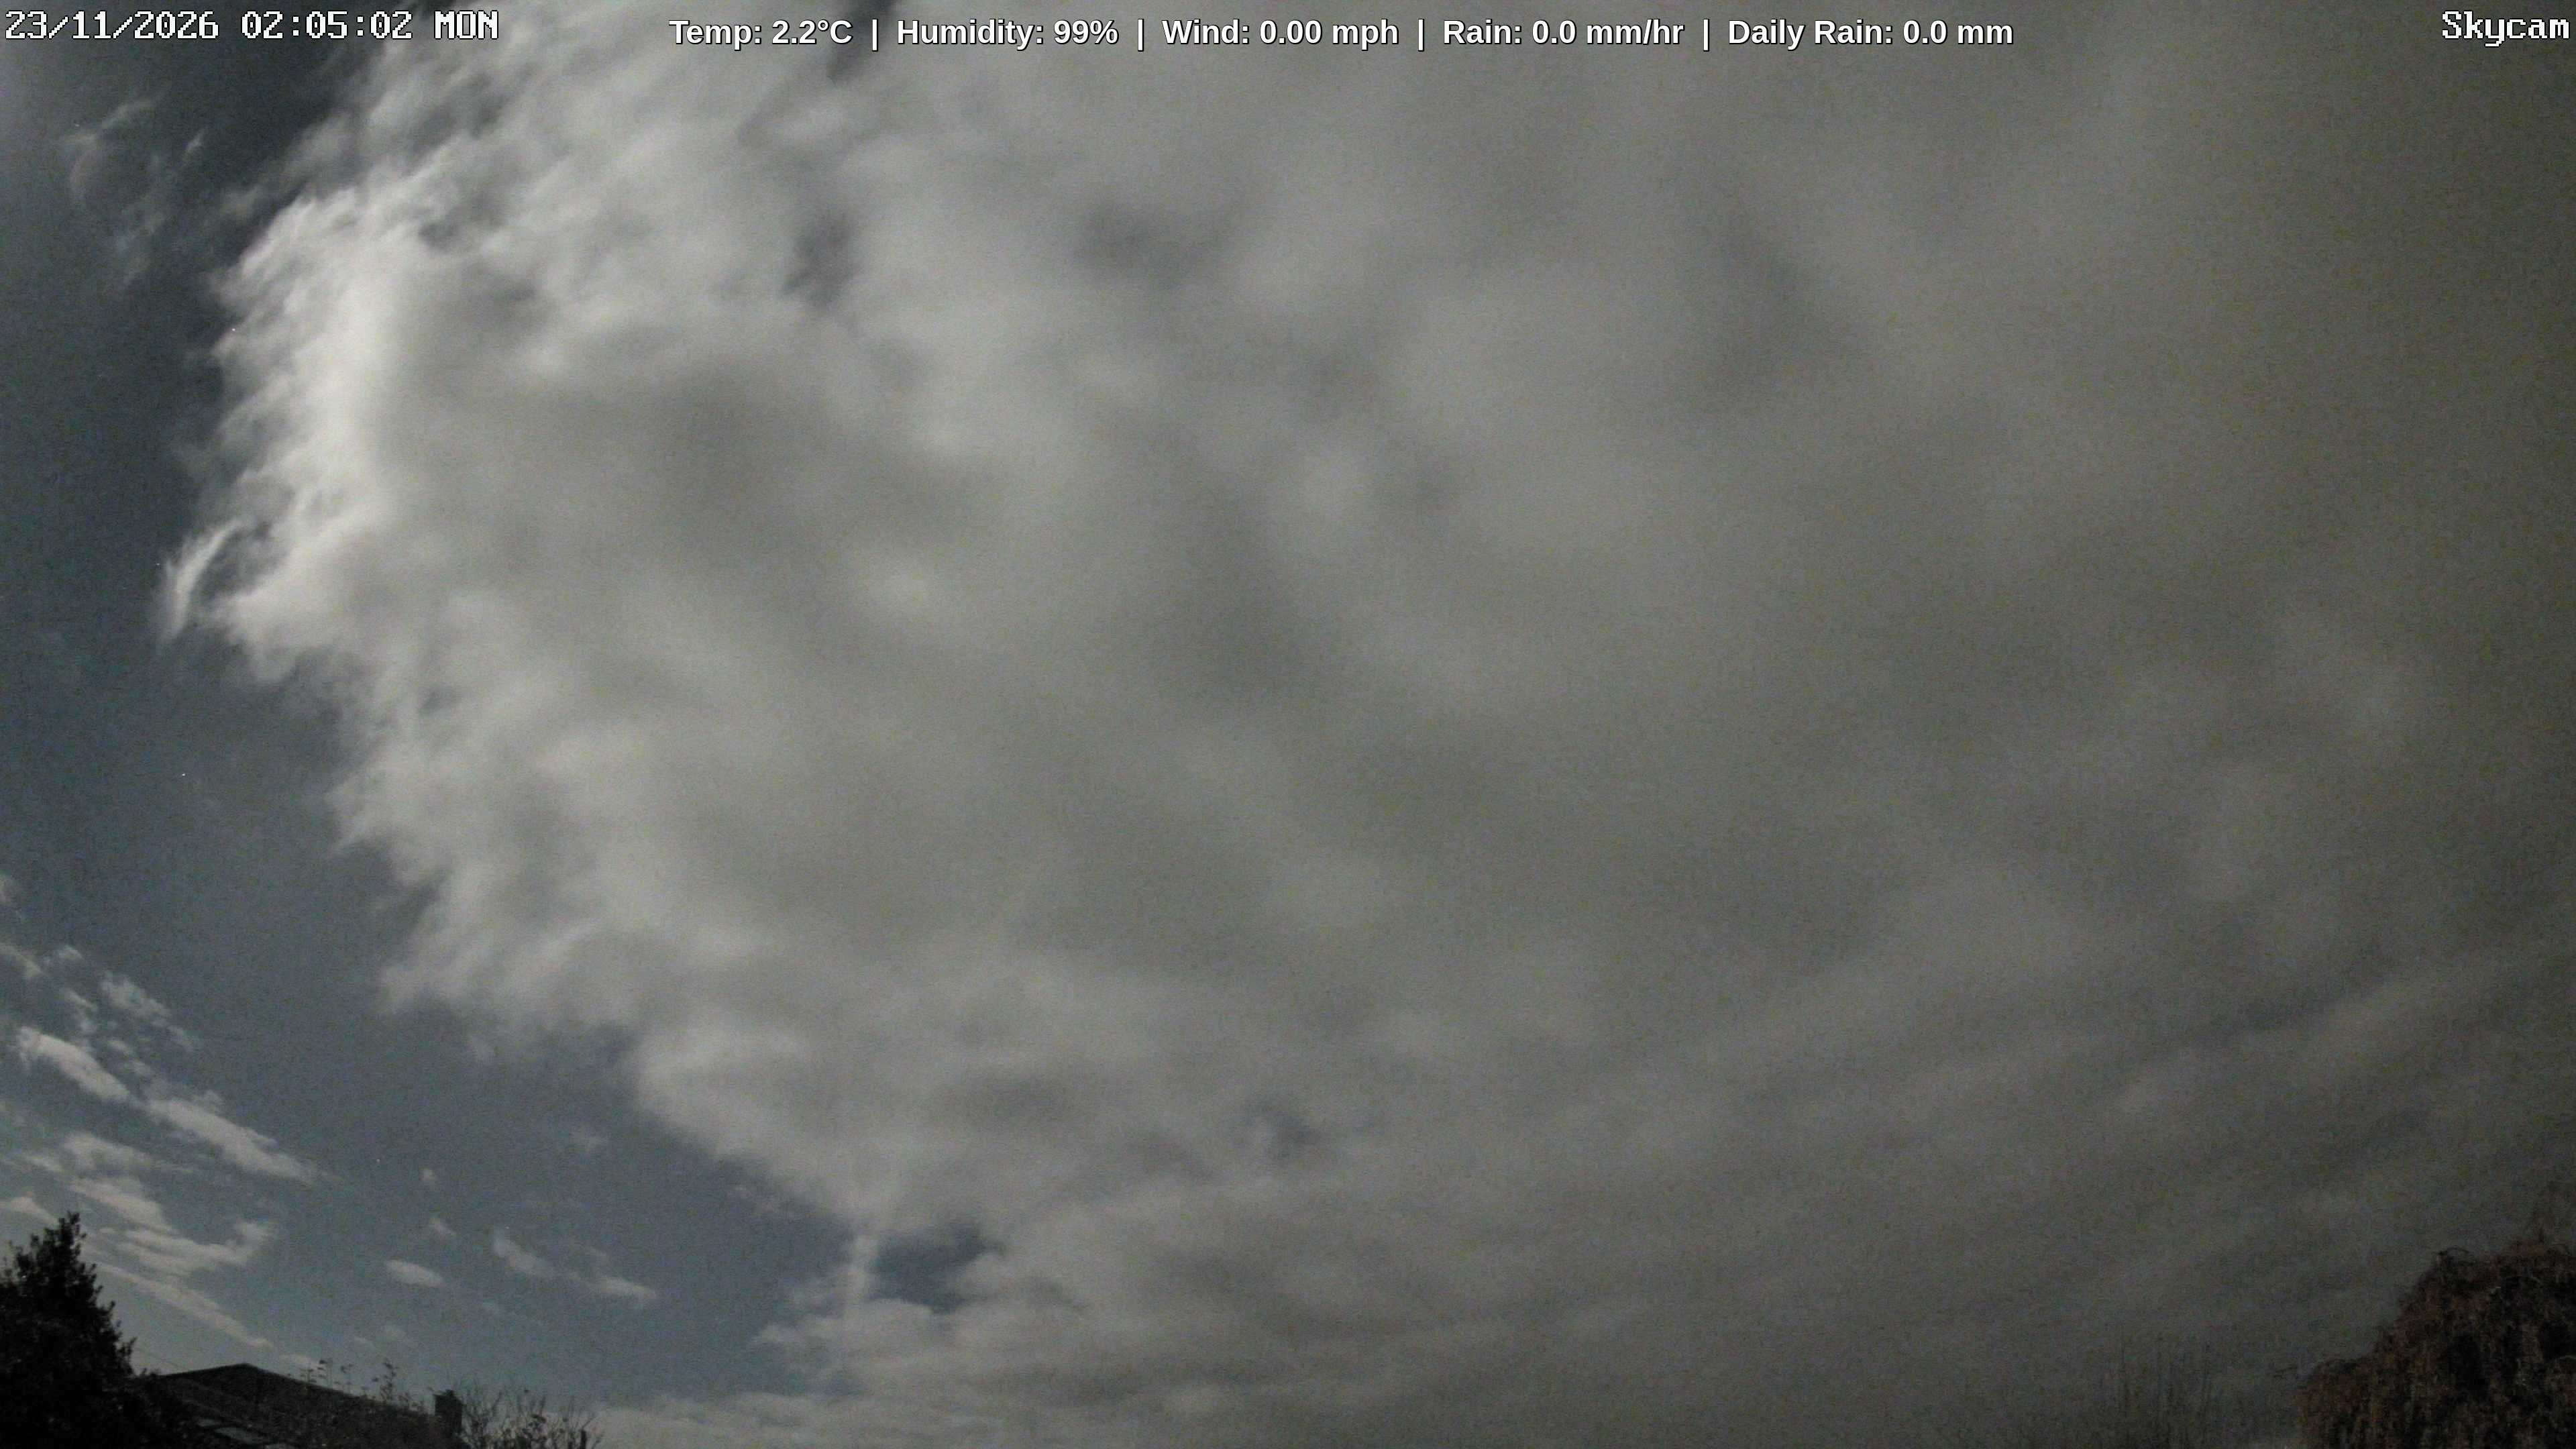 23/11/2026 02:05:02 MON
Temp: 2.2°C | Humidity: 99% | Wind: 0.00 mph | Rain: 0.0 mm/hr | Daily Rain: 0.0 mm
Skycam